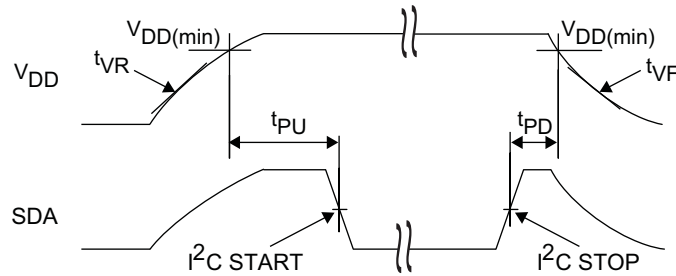 VDD(min)
VDD(min)
tVR
tVF
VDD
tPU
tPD
SDA
I²C START
I²C STOP